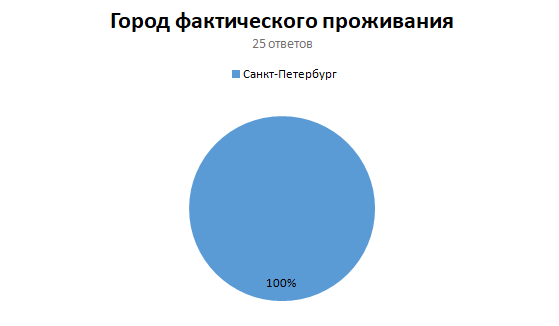 Город фактического проживания
25 ответов
Санкт-Петербург
100%